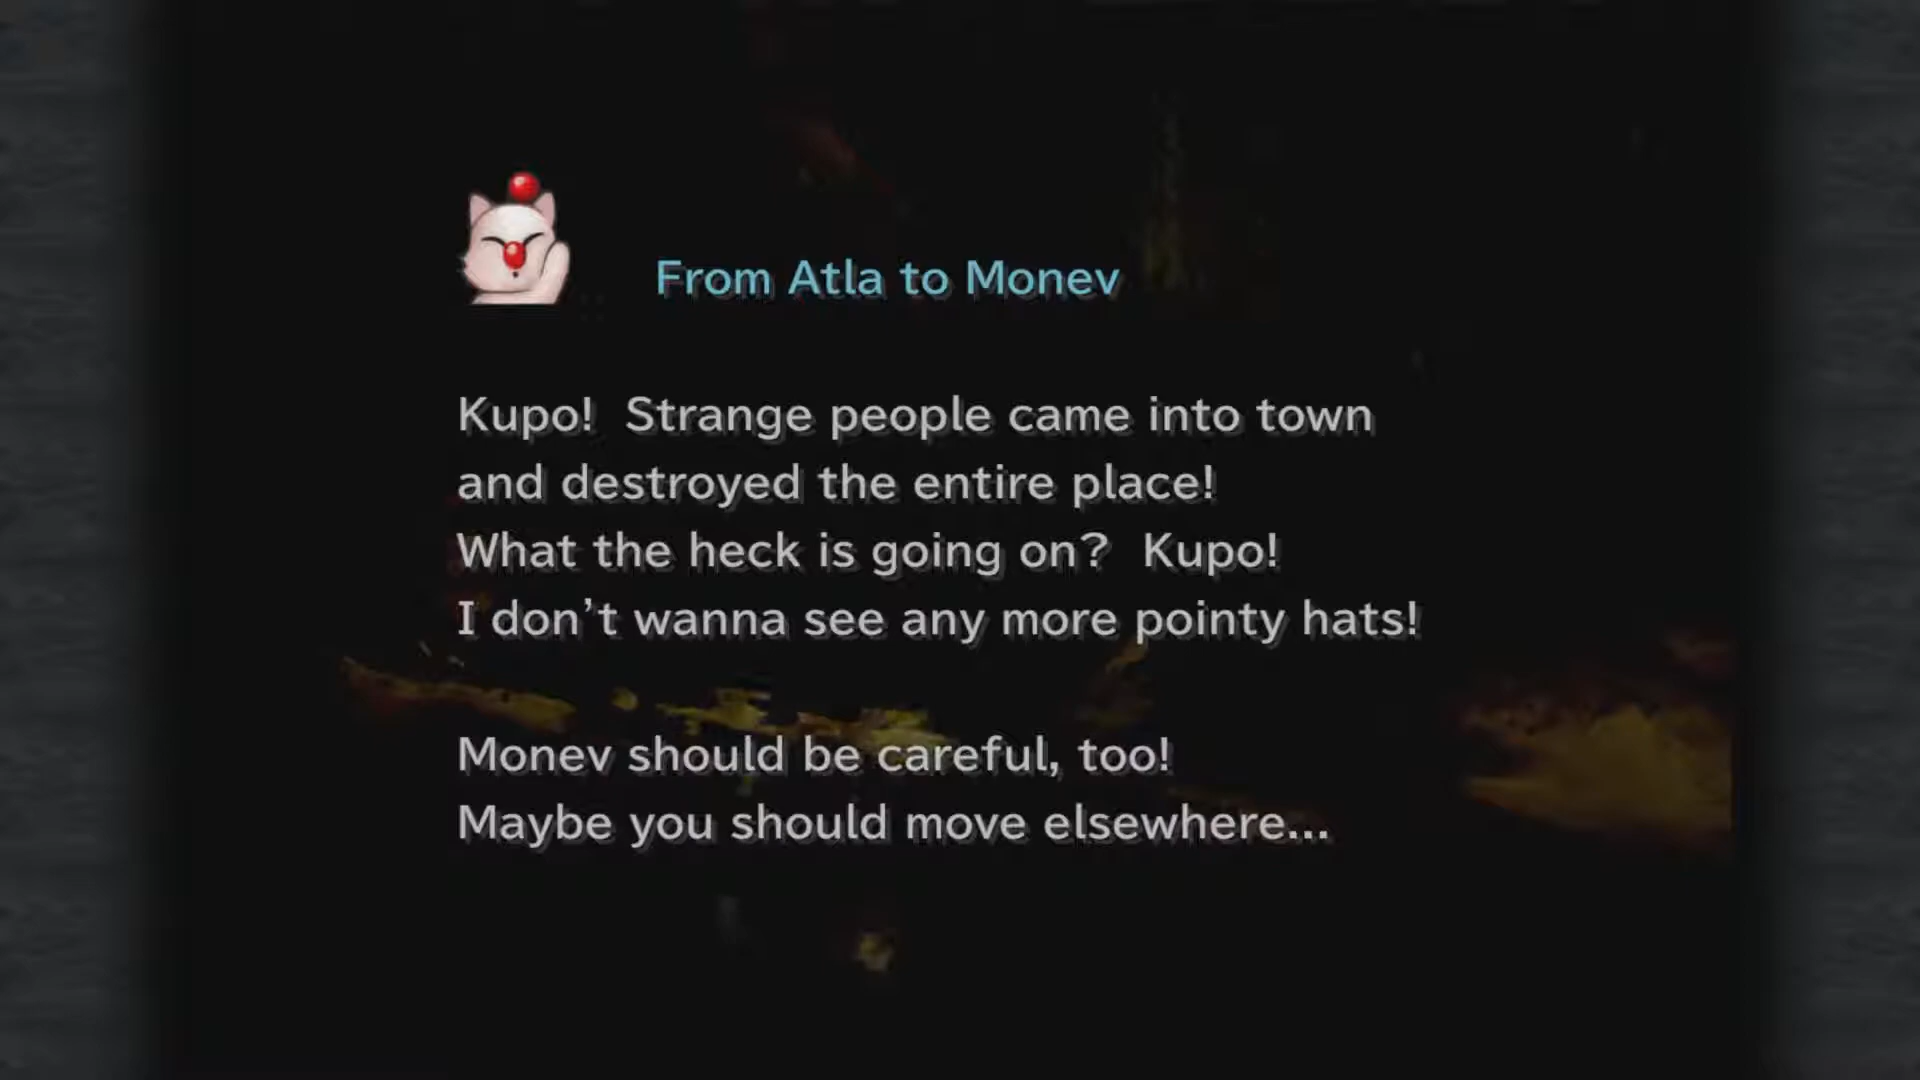 From Atla to Monev
Kupo!  Strange people came into town
and destroyed the entire place!
What the heck is going on?  Kupo!
I don’t wanna see any more pointy hats!
Monev should be careful, too!
Maybe you should move elsewhere...